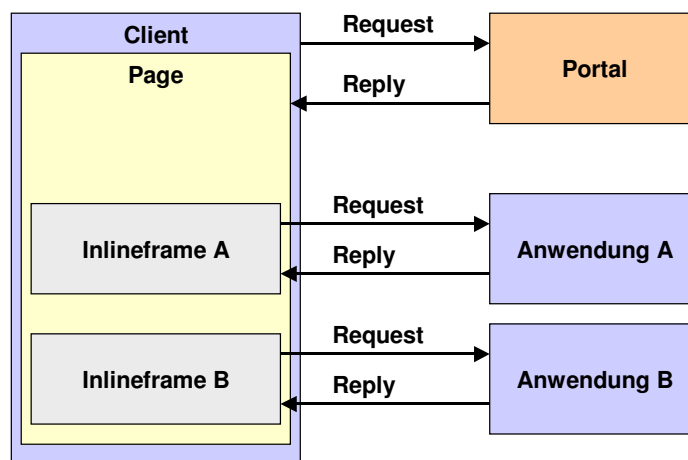 Client
Request
Portal
Page
Reply
Request
Inlineframe A
Anwendung A
Reply
Request
Inlineframe B
Anwendung B
Reply